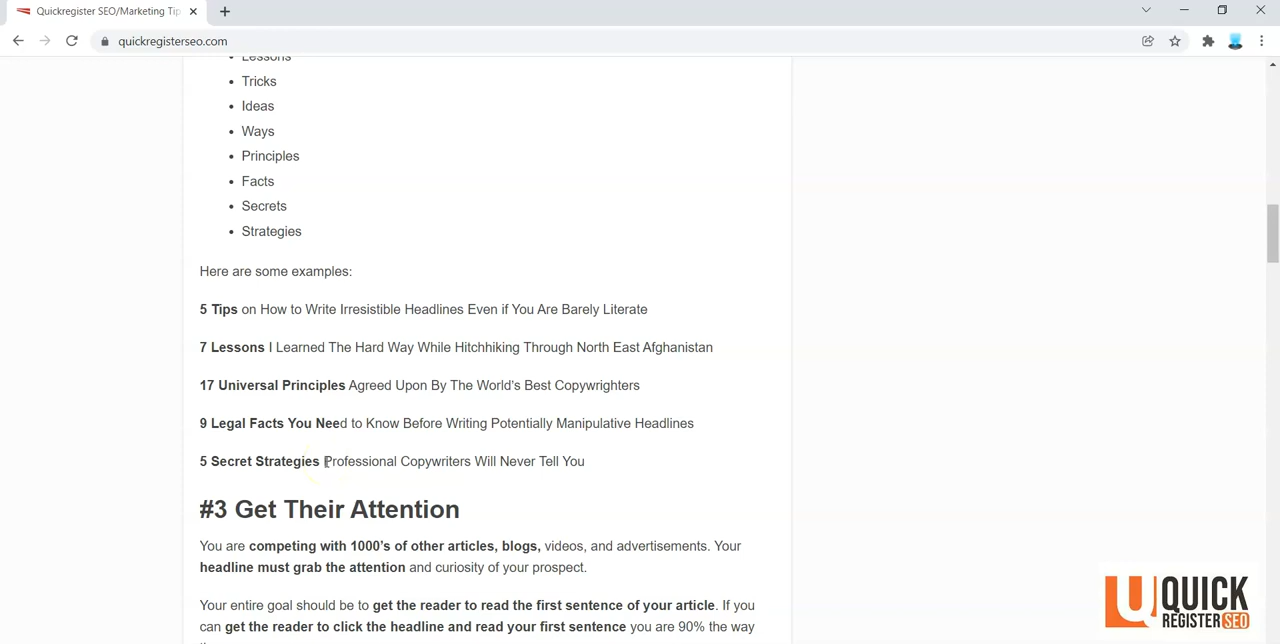 Quickregister SEO/Marketing Tip
quickregisterseo.com
Lessons
Tricks
Ideas
Ways
Principles
Facts
Secrets
Strategies
Here are some examples:
5 Tips on How to Write Irresistible Headlines Even if You Are Barely Literate
7 Lessons I Learned The Hard Way While Hitchhiking Through North East Afghanistan
17 Universal Principles Agreed Upon By The World's Best Copywrighters
9 Legal Facts You Need to Know Before Writing Potentially Manipulative Headlines
5 Secret Strategies Professional Copywriters Will Never Tell You
#3 Get Their Attention
You are competing with 1000's of other articles, blogs, videos, and advertisements. Your
headline must grab the attention and curiosity of your prospect.
Your entire goal should be to get the reader to read the first sentence of your article. If you
can get the reader to click the headline and read your first sentence you are 90% the way
QUICK
REGISTER SEO